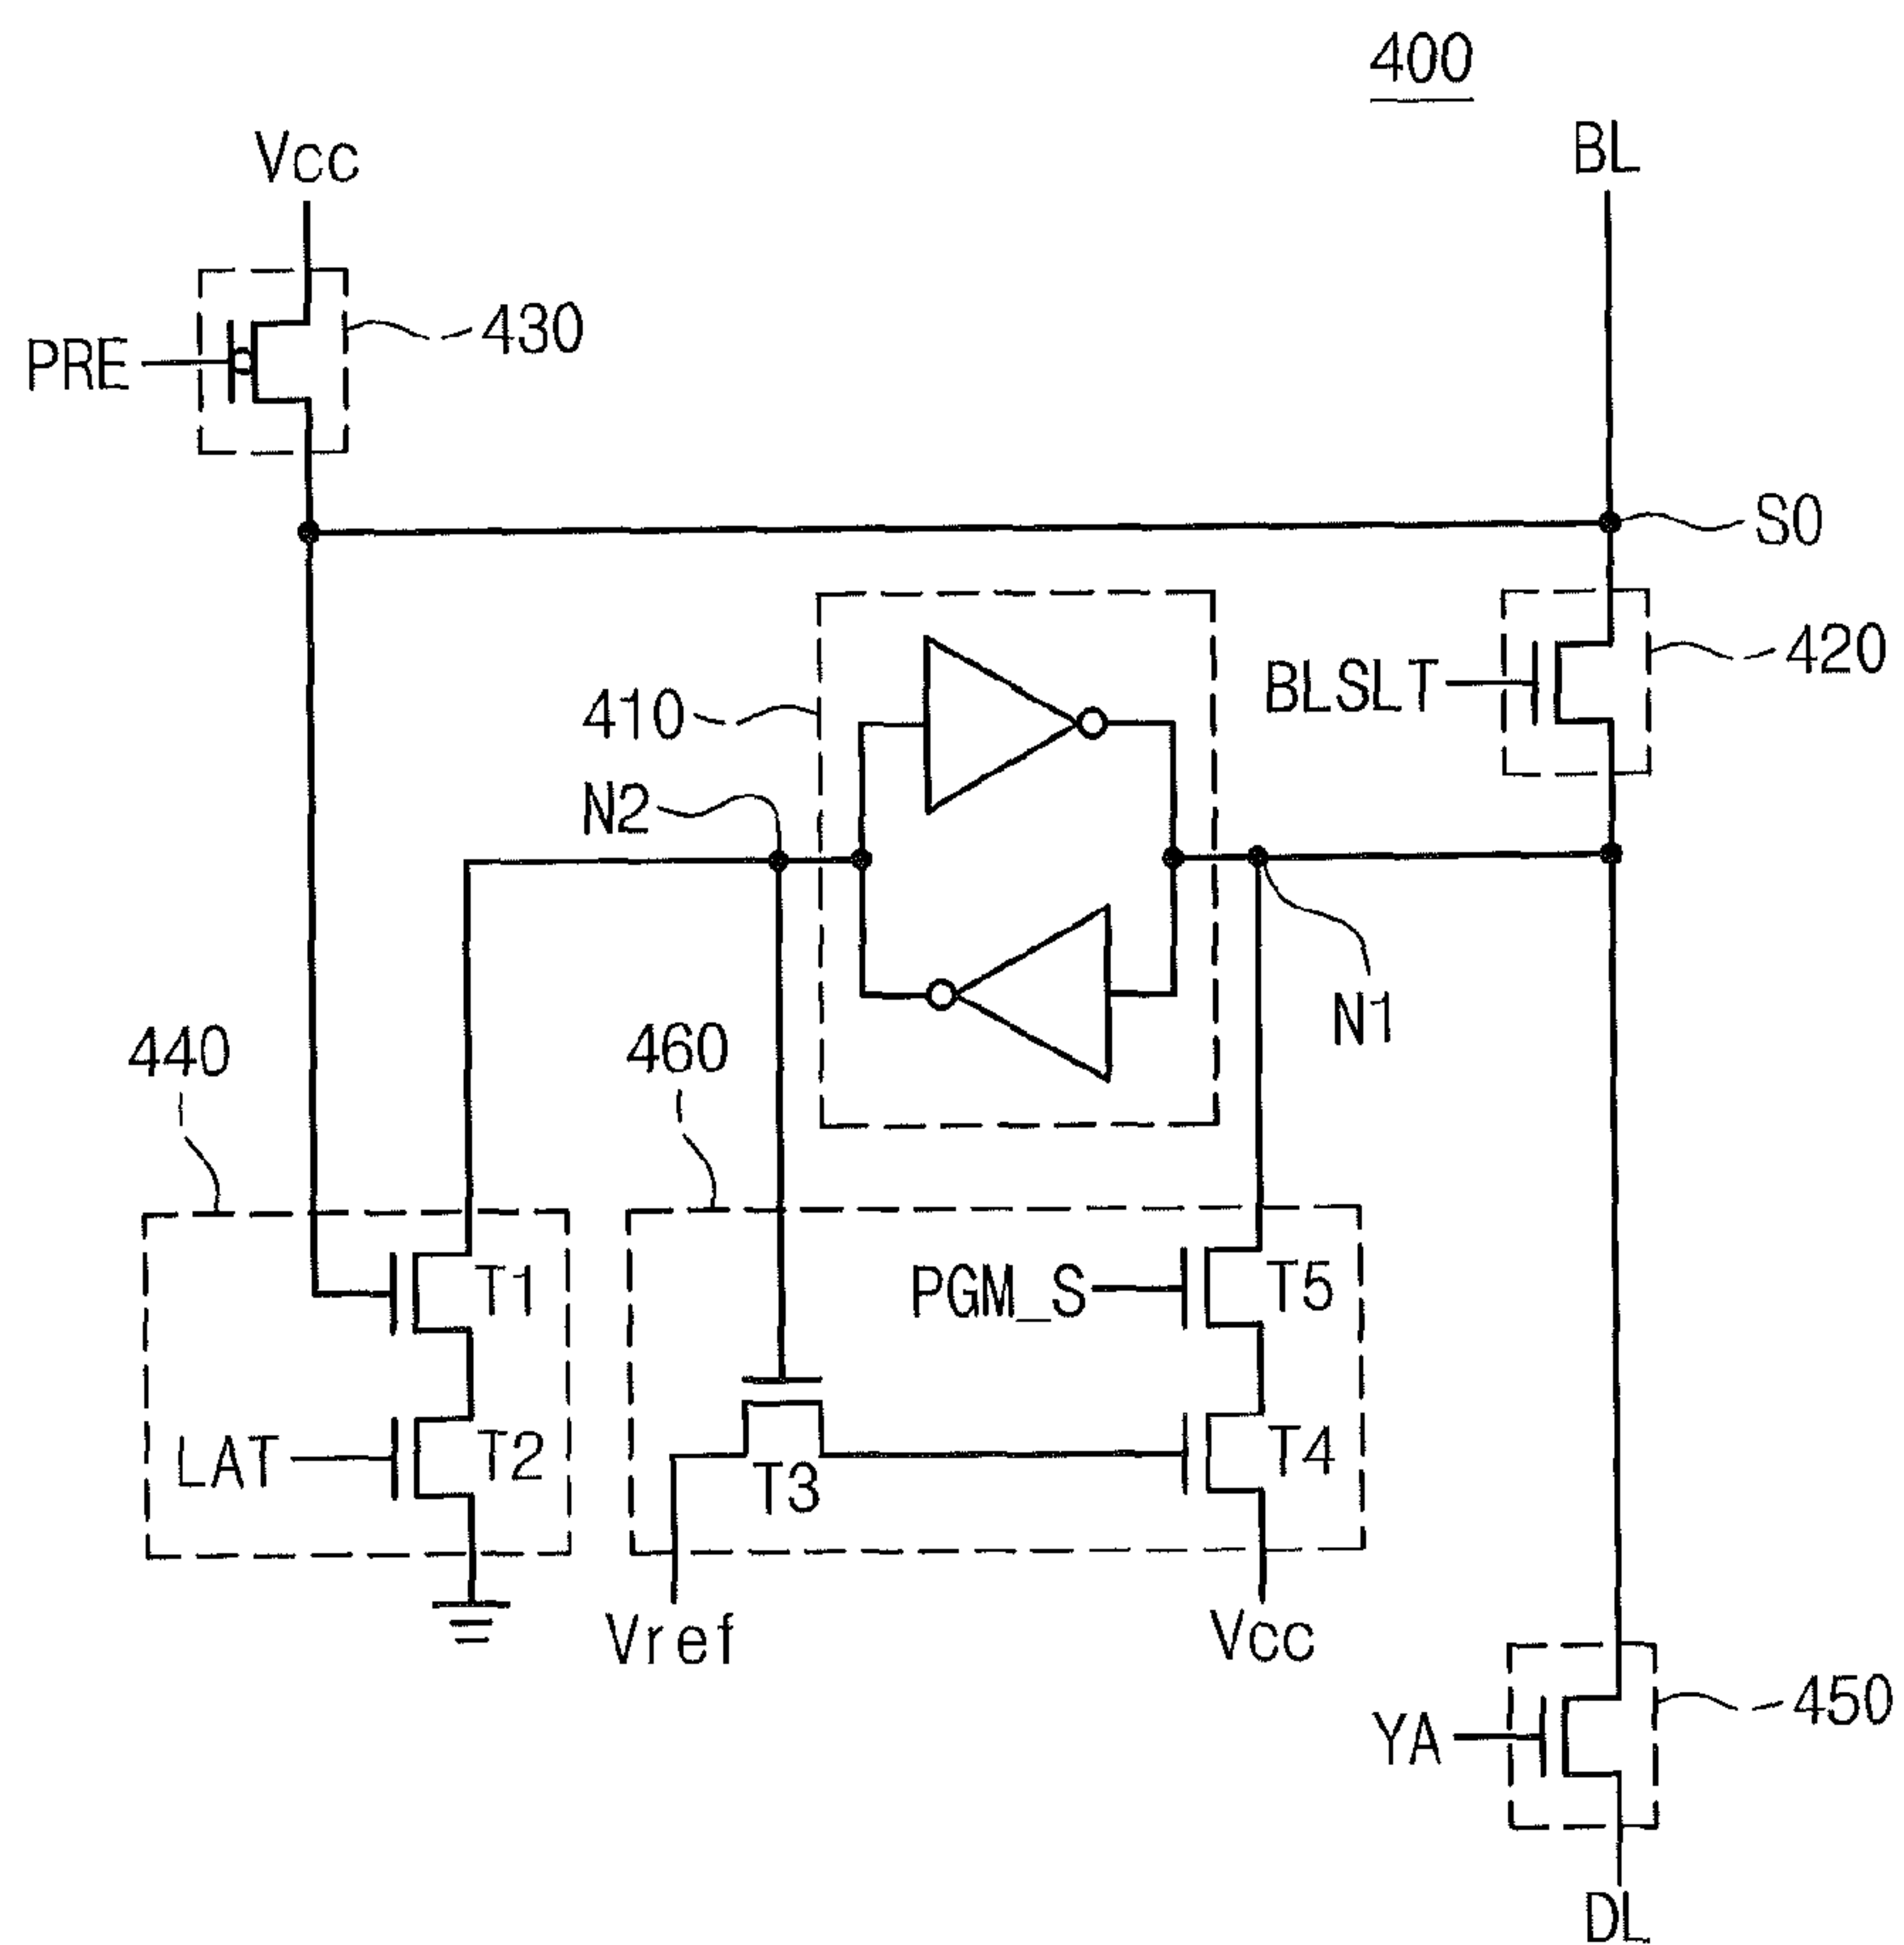 400
Vcc
BL
PRE
430
S0
BLSLT
420
410
N2
N1
440
460
T1
PGM_S
T5
LAT
T2
T3
T4
Vref
Vcc
YA
450
DL